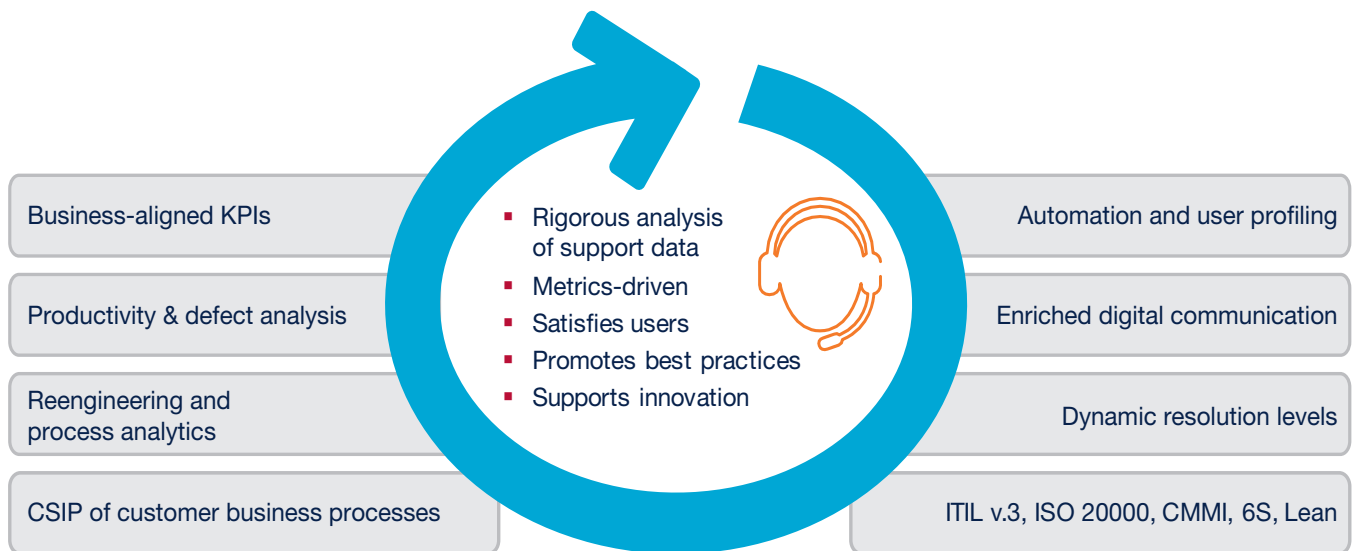 Business-aligned KPIs
Productivity & defect analysis
Reengineering and
process analytics
CSIP of customer business processes
Rigorous analysis
of support data
Metrics-driven
Satisfies users
Promotes best practices
Supports innovation
Automation and user profiling
Enriched digital communication
Dynamic resolution levels
ITIL v.3, ISO 20000, CMMI, 6S, Lean